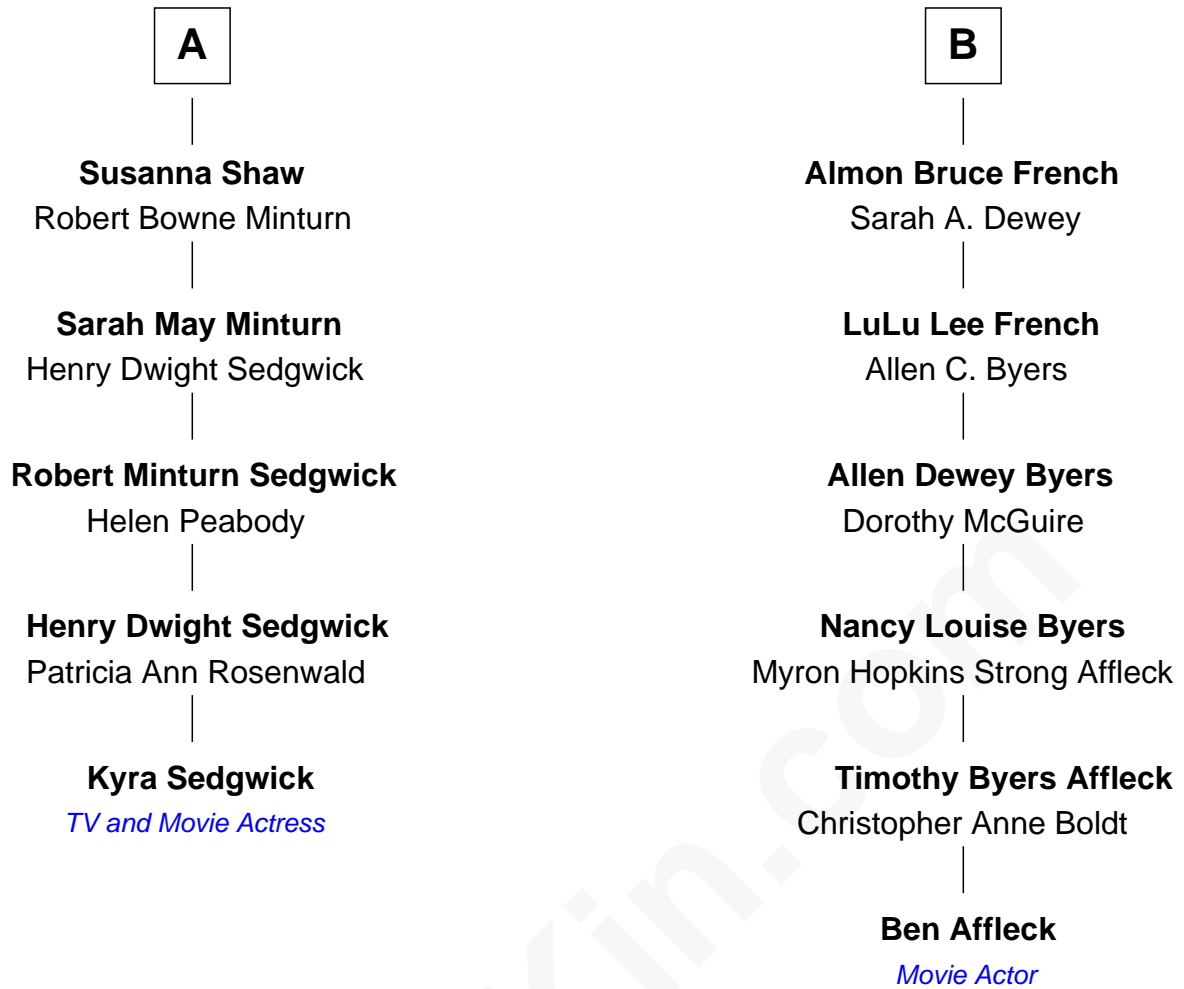 A
Susanna Shaw
Robert Bowne Minturn
Sarah May Minturn
Henry Dwight Sedgwick
Robert Minturn Sedgwick
Helen Peabody
Henry Dwight Sedgwick
Patricia Ann Rosenwald
Kyra Sedgwick
TV and Movie Actress
B
Almon Bruce French
Sarah A. Dewey
LuLu Lee French
Allen C. Byers
Allen Dewey Byers
Dorothy McGuire
Nancy Louise Byers
Myron Hopkins Strong Affleck
Timothy Byers Affleck
Christopher Anne Boldt
Ben Affleck
Movie Actor